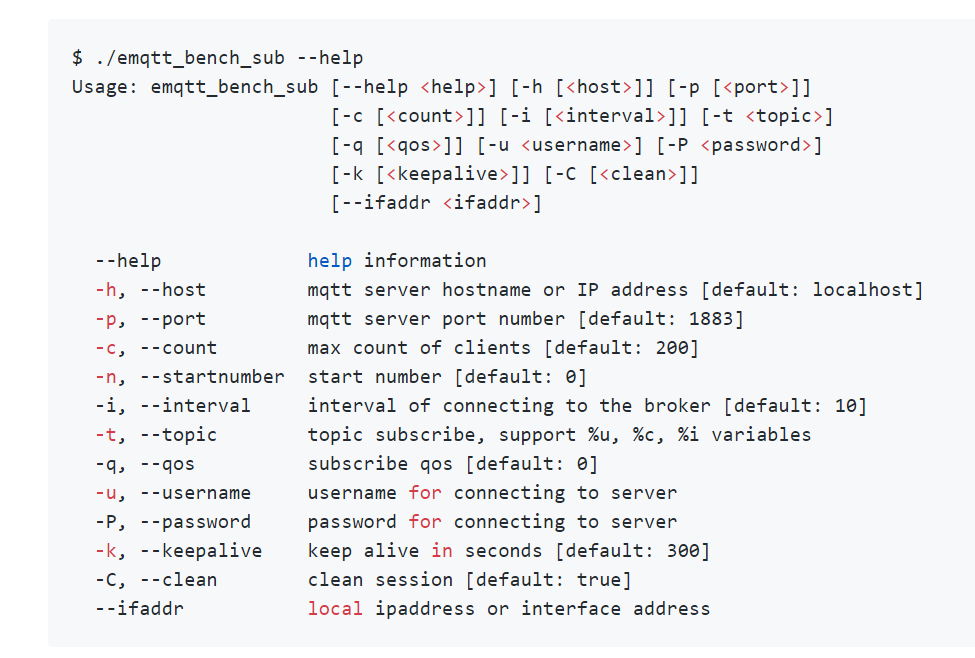 $ ./emqtt_bench_sub --help
Usage: emqtt_bench_sub [--help <help>] [-h [<host>]] [-p [<port>]]
                       [-c [<count>]] [-i [<interval>]] [-t <topic>]
                       [-q [<qos>]] [-u <username>] [-P <password>]
                       [-k [<keepalive>]] [-C [<clean>]]
                       [--ifaddr <ifaddr>]

  --help             help information
  -h, --host         mqtt server hostname or IP address [default: localhost]
  -p, --port         mqtt server port number [default: 1883]
  -c, --count        max count of clients [default: 200]
  -n, --startnumber  start number [default: 0]
  -i, --interval     interval of connecting to the broker [default: 10]
  -t, --topic        topic subscribe, support %u, %c, %i variables
  -q, --qos          subscribe qos [default: 0]
  -u, --username     username for connecting to server
  -P, --password     password for connecting to server
  -k, --keepalive    keep alive in seconds [default: 300]
  -C, --clean        clean session [default: true]
  --ifaddr           local ipaddress or interface address